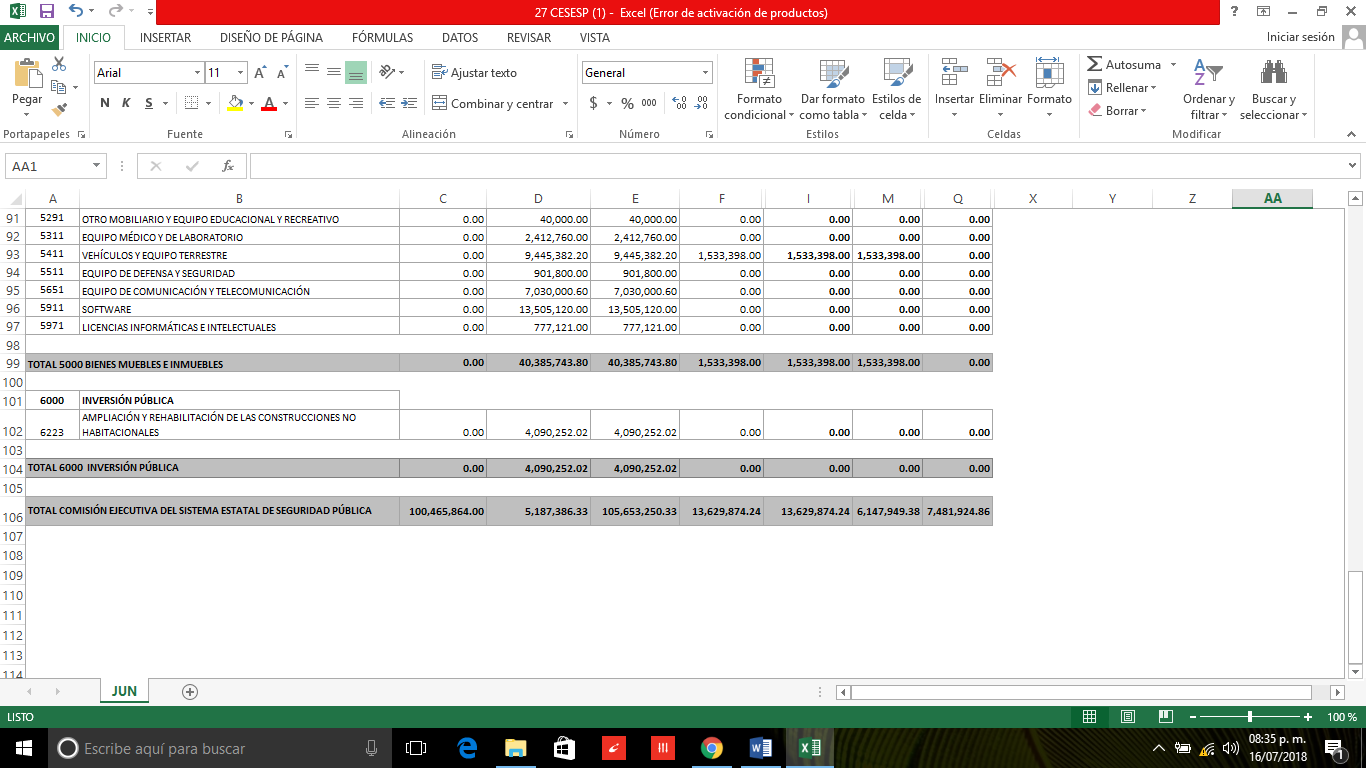 27 CESESP (1) - Excel (Error de activación de productos)
ARCHIVO INICIO INSERTAR DISEÑO DE PÁGINA FÓRMULAS DATOS REVISAR VISTA Iniciar sesión
Pegar
Portapapeles
Arial 11
N K S
Fuente
Ajustar texto
Combinar y centrar
Alineación
General
$ % 000
Número
Formato condicional
Dar formato como tabla
Estilos de celda
Estilos
Insertar Eliminar Formato
Celdas
Autosuma
Rellenar
Borrar
Ordenar y filtrar
Buscar y seleccionar
Modificar
AA1 fx
A B C D E F I M Q X Y Z AA
91 5291 OTRO MOBILIARIO Y EQUIPO EDUCACIONAL Y RECREATIVO 0.00 40,000.00 40,000.00 0.00 0.00 0.00 0.00
92 5311 EQUIPO MÉDICO Y DE LABORATORIO 0.00 2,412,760.00 2,412,760.00 0.00 0.00 0.00 0.00
93 5411 VEHÍCULOS Y EQUIPO TERRESTRE 0.00 9,445,382.20 9,445,382.20 1,533,398.00 1,533,398.00 1,533,398.00 0.00
94 5511 EQUIPO DE DEFENSA Y SEGURIDAD 0.00 901,800.00 901,800.00 0.00 0.00 0.00 0.00
95 5651 EQUIPO DE COMUNICACIÓN Y TELECOMUNICACIÓN 0.00 7,030,000.60 7,030,000.60 0.00 0.00 0.00 0.00
96 5911 SOFTWARE 0.00 13,505,120.00 13,505,120.00 0.00 0.00 0.00 0.00
97 5971 LICENCIAS INFORMÁTICAS E INTELECTUALES 0.00 777,121.00 777,121.00 0.00 0.00 0.00 0.00
98
99 TOTAL 5000 BIENES MUEBLES E INMUEBLES 0.00 40,385,743.80 40,385,743.80 1,533,398.00 1,533,398.00 1,533,398.00 0.00
100
101 6000 INVERSIÓN PÚBLICA
AMPLIACIÓN Y REHABILITACIÓN DE LAS CONSTRUCCIONES NO
102 6223 HABITACIONALES 0.00 4,090,252.02 4,090,252.02 0.00 0.00 0.00 0.00
103
104 TOTAL 6000 INVERSIÓN PÚBLICA 0.00 4,090,252.02 4,090,252.02 0.00 0.00 0.00 0.00
105
106 TOTAL COMISIÓN EJECUTIVA DEL SISTEMA ESTATAL DE SEGURIDAD PÚBLICA 100,465,864.00 5,187,386.33 105,653,250.33 13,629,874.24 13,629,874.24 6,147,949.38 7,481,924.86
107
108
109
110
111
112
113
114
JUN
LISTO 100 %
Escribe aquí para buscar
08:35 p. m.
16/07/2018
1